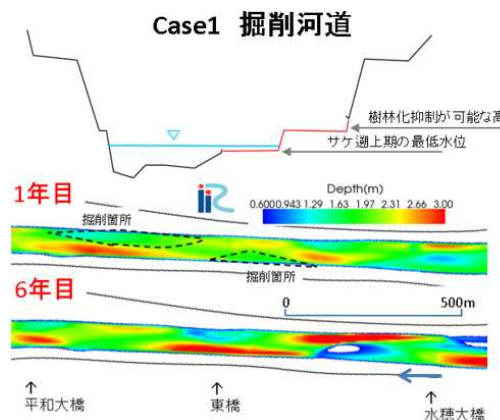 Case1 掘削河道
樹林化抑制が可能な高
サケ遡上期の最低水位
iRIC
Depth(m)
0.6000 0.943 1.29 1.63 1.97 2.31 2.66 3.00
1年目
掘削箇所
掘削箇所
6年目
0 500m
平和大橋
東橋
水穂大橋